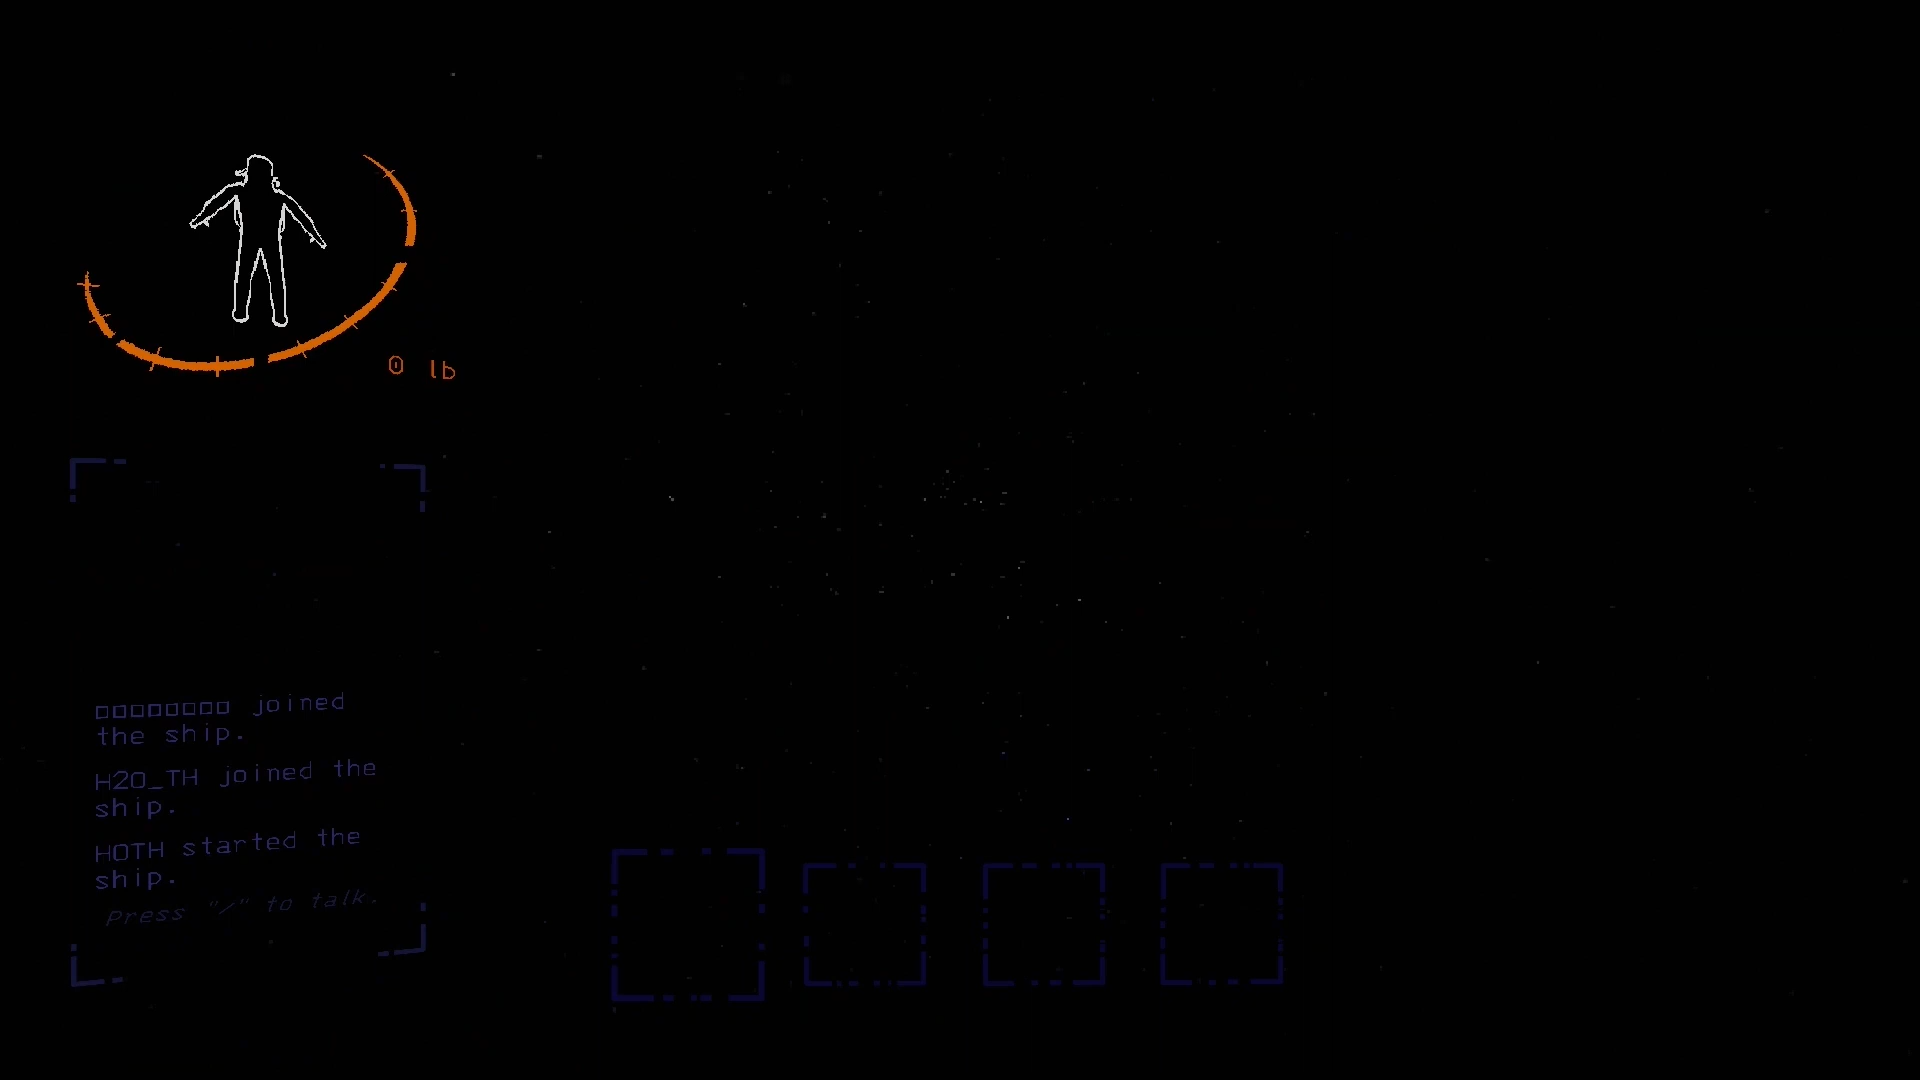 0 lb
□□□□□□□□ joined
the ship.
H2O_TH joined the
ship.
HOTH started the
ship.
Press "/" to talk.